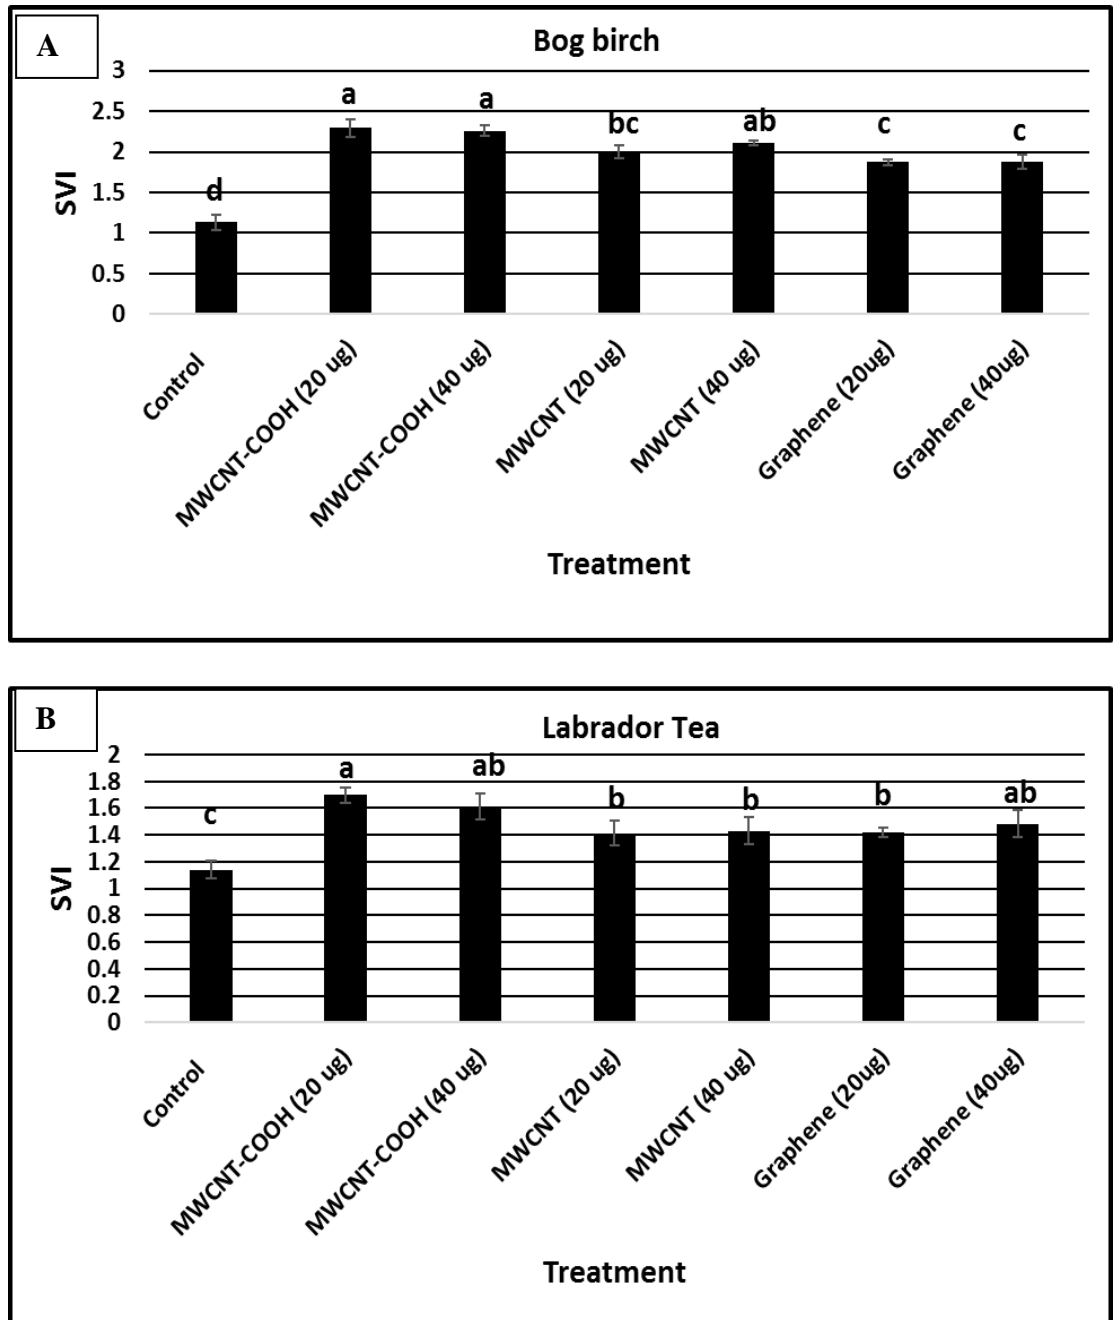 A
Bog birch
3
2.5
2
1.5
1
0.5
0
SVI
d
a
a
bc
ab
c
c
Control
MWCNT-COOH (20 ug)
MWCNT-COOH (40 ug)
MWCNT (20 ug)
MWCNT (40 ug)
Graphene (20ug)
Graphene (40ug)
Treatment
B
Labrador Tea
2
1.8
1.6
1.4
1.2
1
0.8
0.6
0.4
0.2
0
SVI
c
a
ab
b
b
b
ab
Control
MWCNT-COOH (20 ug)
MWCNT-COOH (40 ug)
MWCNT (20 ug)
MWCNT (40 ug)
Graphene (20ug)
Graphene (40ug)
Treatment